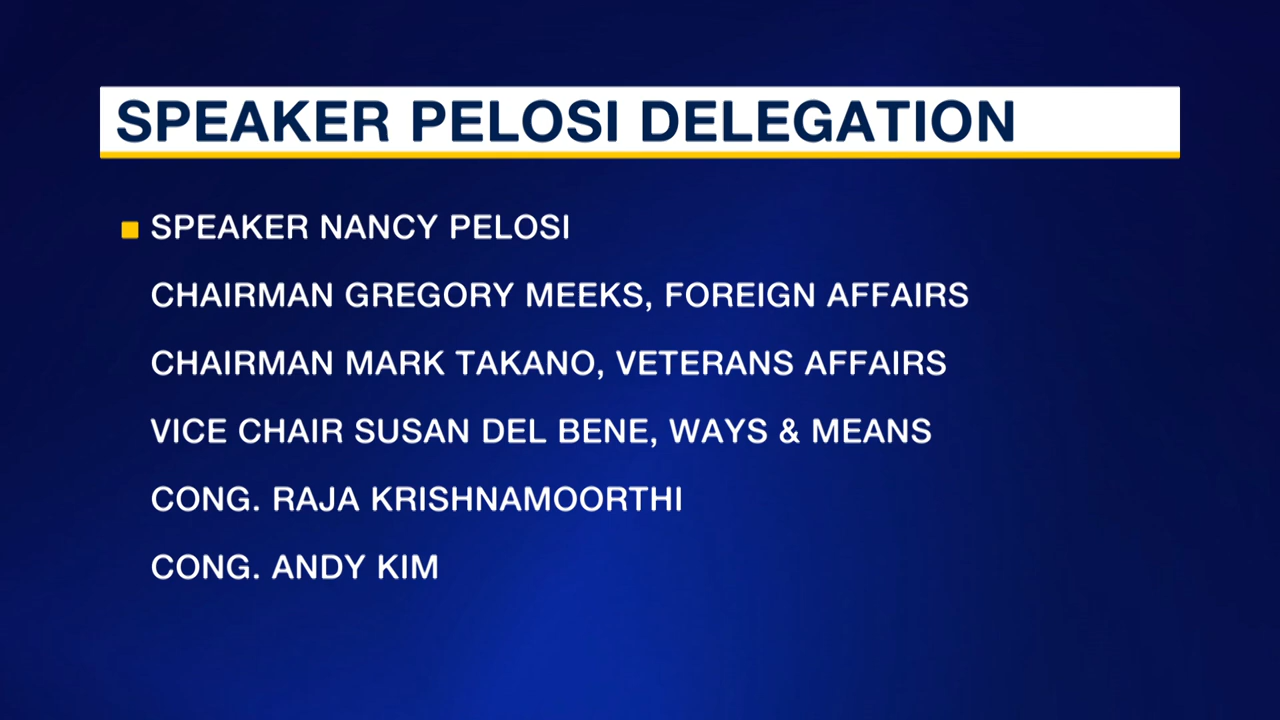 SPEAKER PELOSI DELEGATION
SPEAKER NANCY PELOSI
CHAIRMAN GREGORY MEEKS, FOREIGN AFFAIRS
CHAIRMAN MARK TAKANO, VETERANS AFFAIRS
VICE CHAIR SUSAN DEL BENE, WAYS & MEANS
CONG. RAJA KRISHNAMOORTHI
CONG. ANDY KIM